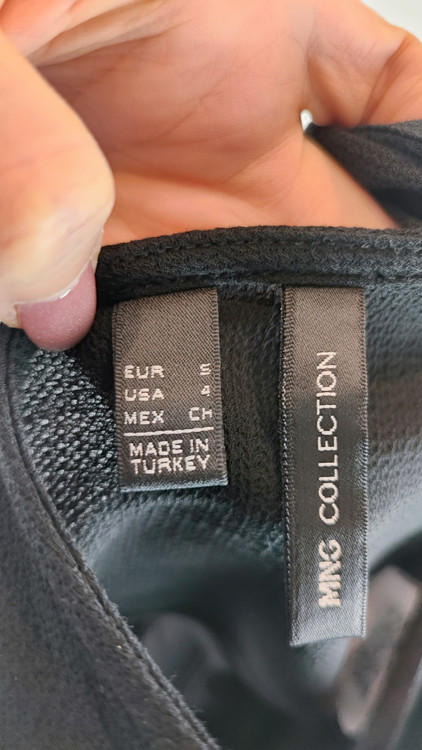 EUR S
USA 4
MEX CH
MADE IN
TURKEY
MNG COLLECTION